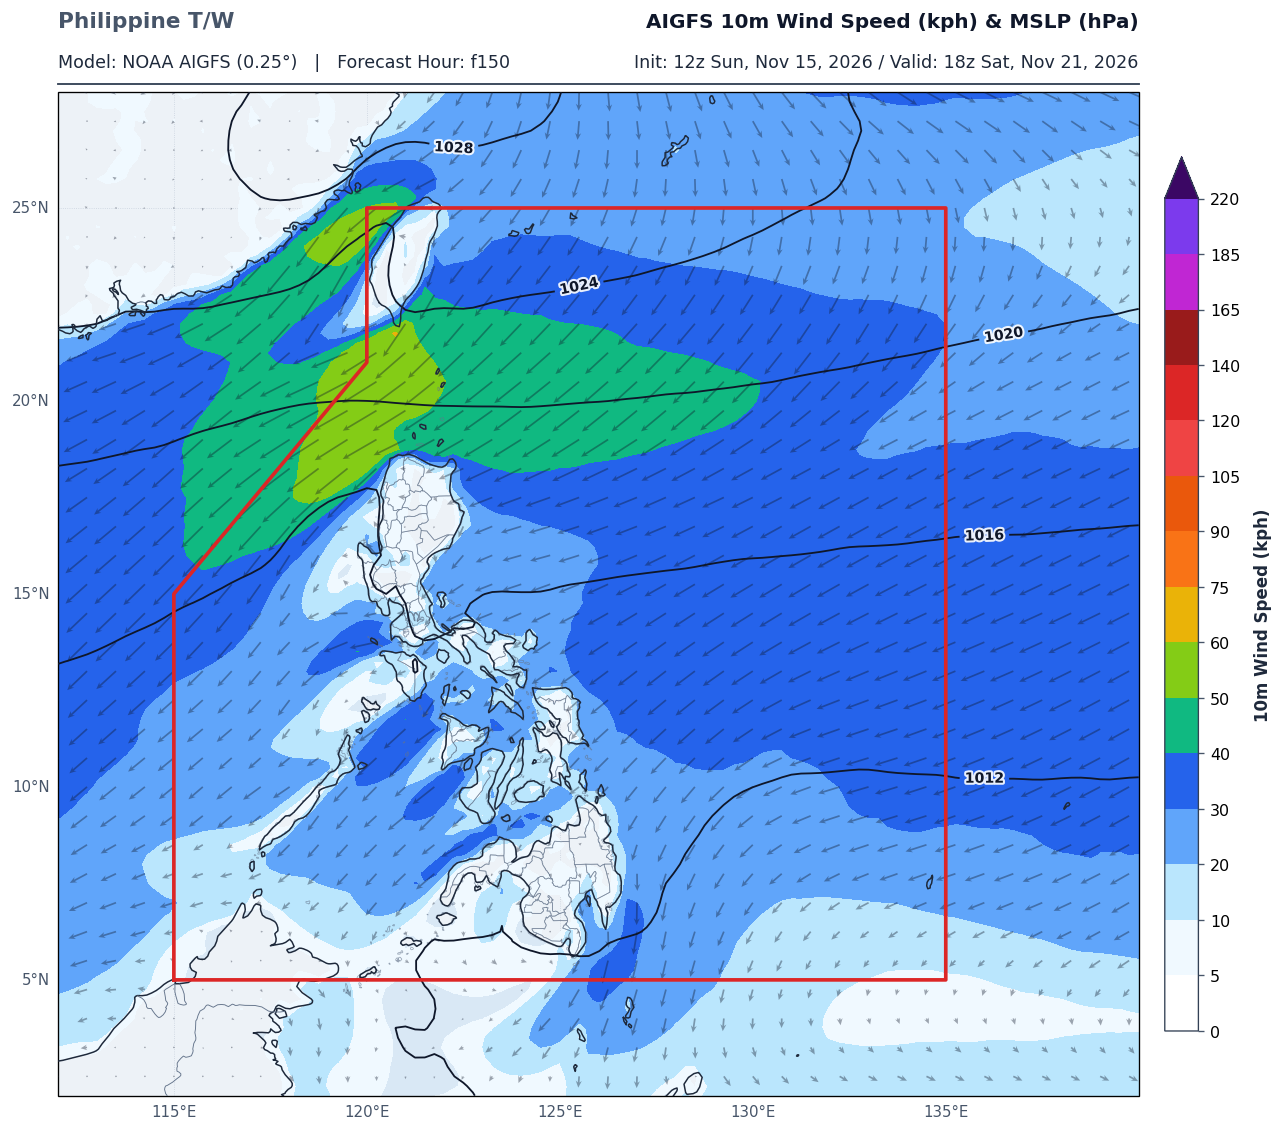 Philippine T/W
AIGFS 10m Wind Speed (kph) & MSLP (hPa)
Model: NOAA AIGFS (0.25°)   |   Forecast Hour: f150
Init: 12z Sun, Nov 15, 2026 / Valid: 18z Sat, Nov 21, 2026
1028
25°N
1024
1020
20°N
1016
15°N
1012
10°N
5°N
115°E
120°E
125°E
130°E
135°E
220
185
165
140
120
105
90
75
60
50
40
30
20
10
5
0
10m Wind Speed (kph)